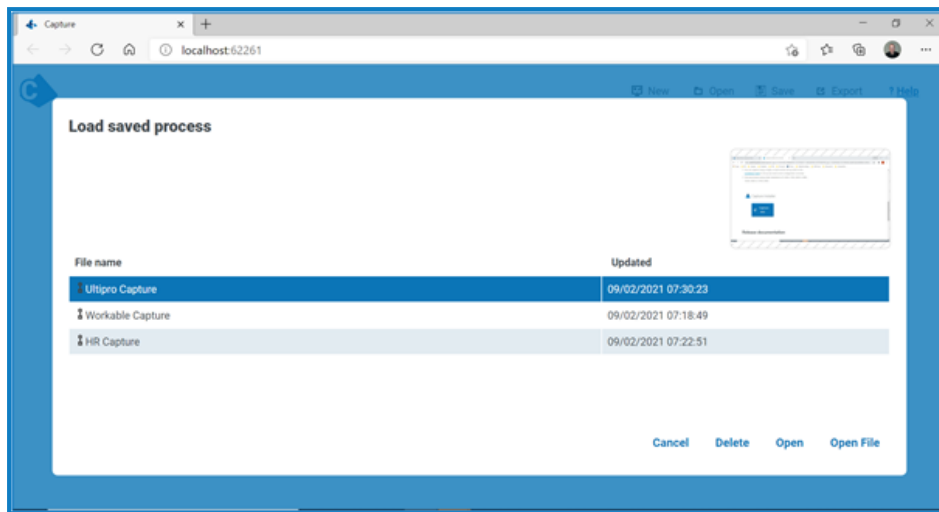 Capture
localhost:62261
C
New Open Save Export ? Help
Load saved process
Release documentation
File name Updated
Ultipro Capture 09/02/2021 07:30:23
Workable Capture 09/02/2021 07:18:49
HR Capture 09/02/2021 07:22:51
Cancel Delete Open Open File